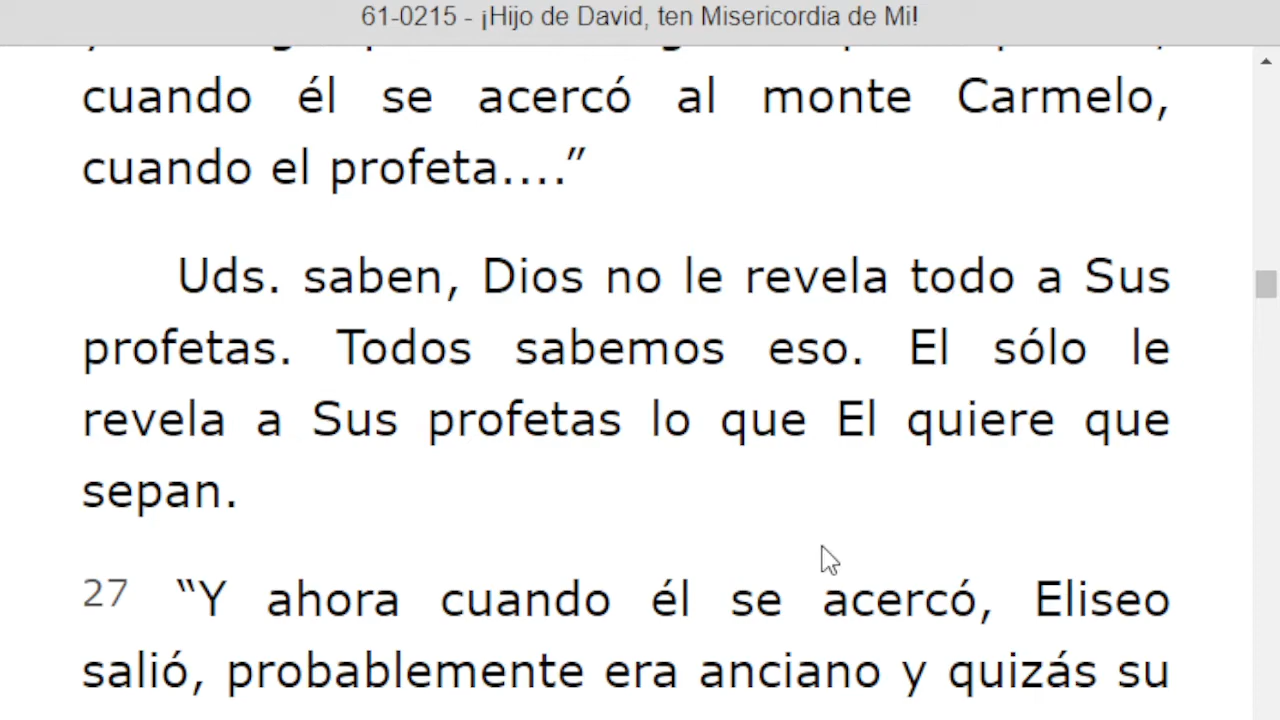 61-0215 - ¡Hijo de David, ten Misericordia de Mi!
cuando él se acercó al monte Carmelo,
cuando el profeta....”
Uds. saben, Dios no le revela todo a Sus
profetas. Todos sabemos eso. El sólo le
revela a Sus profetas lo que El quiere que
sepan.
27 “Y ahora cuando él se acercó, Eliseo
salió, probablemente era anciano y quizás su